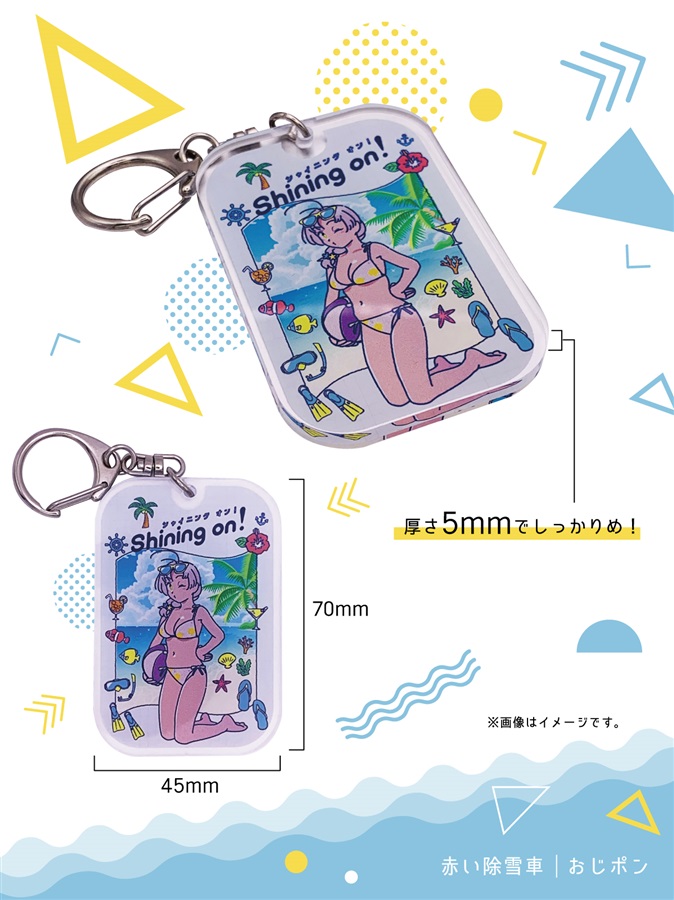 シャイニング オン!
Shining on!
厚さ5mmでしっかりめ!
シャイニング オン!
Shining on!
70mm
45mm
※画像はイメージです。
赤い除雪車|おじポン